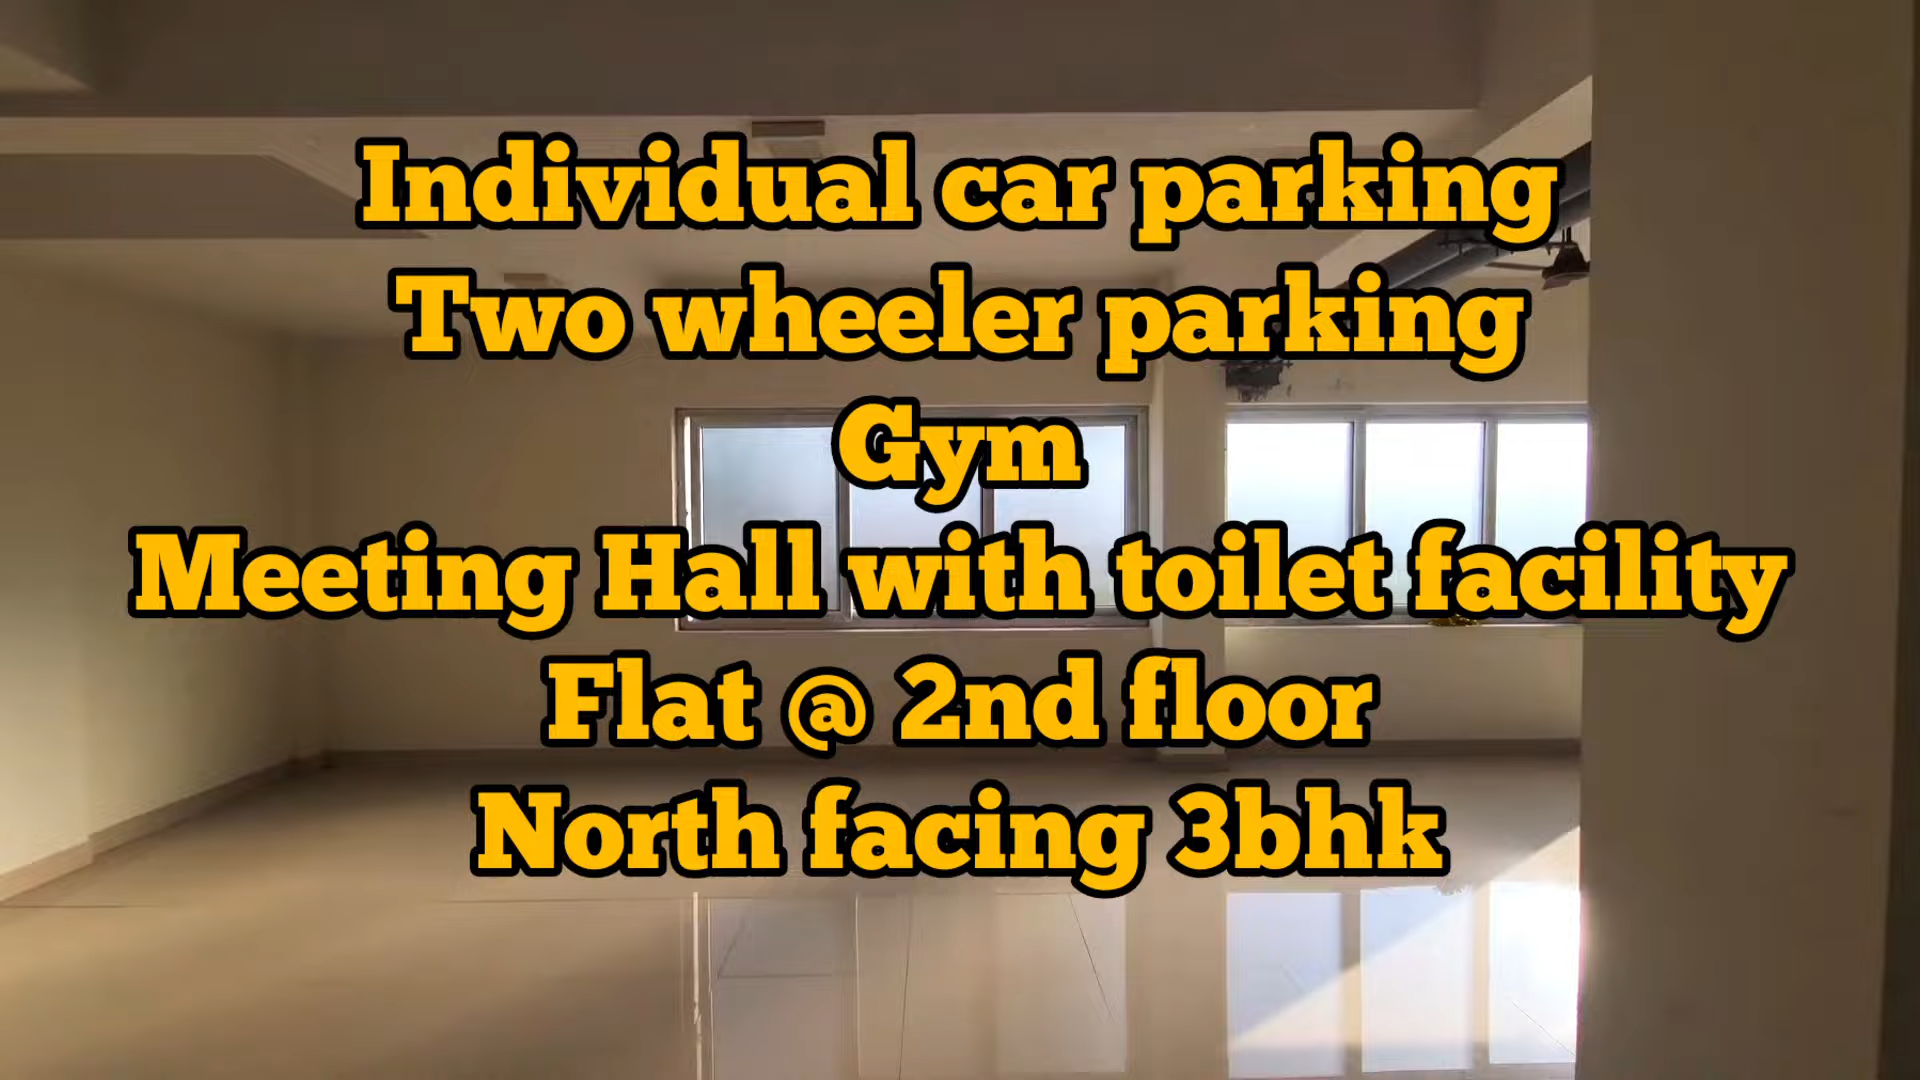 Individual car parking
Two wheeler parking
Gym
Meeting Hall with toilet facility
Flat @ 2nd floor
North facing 3bhk